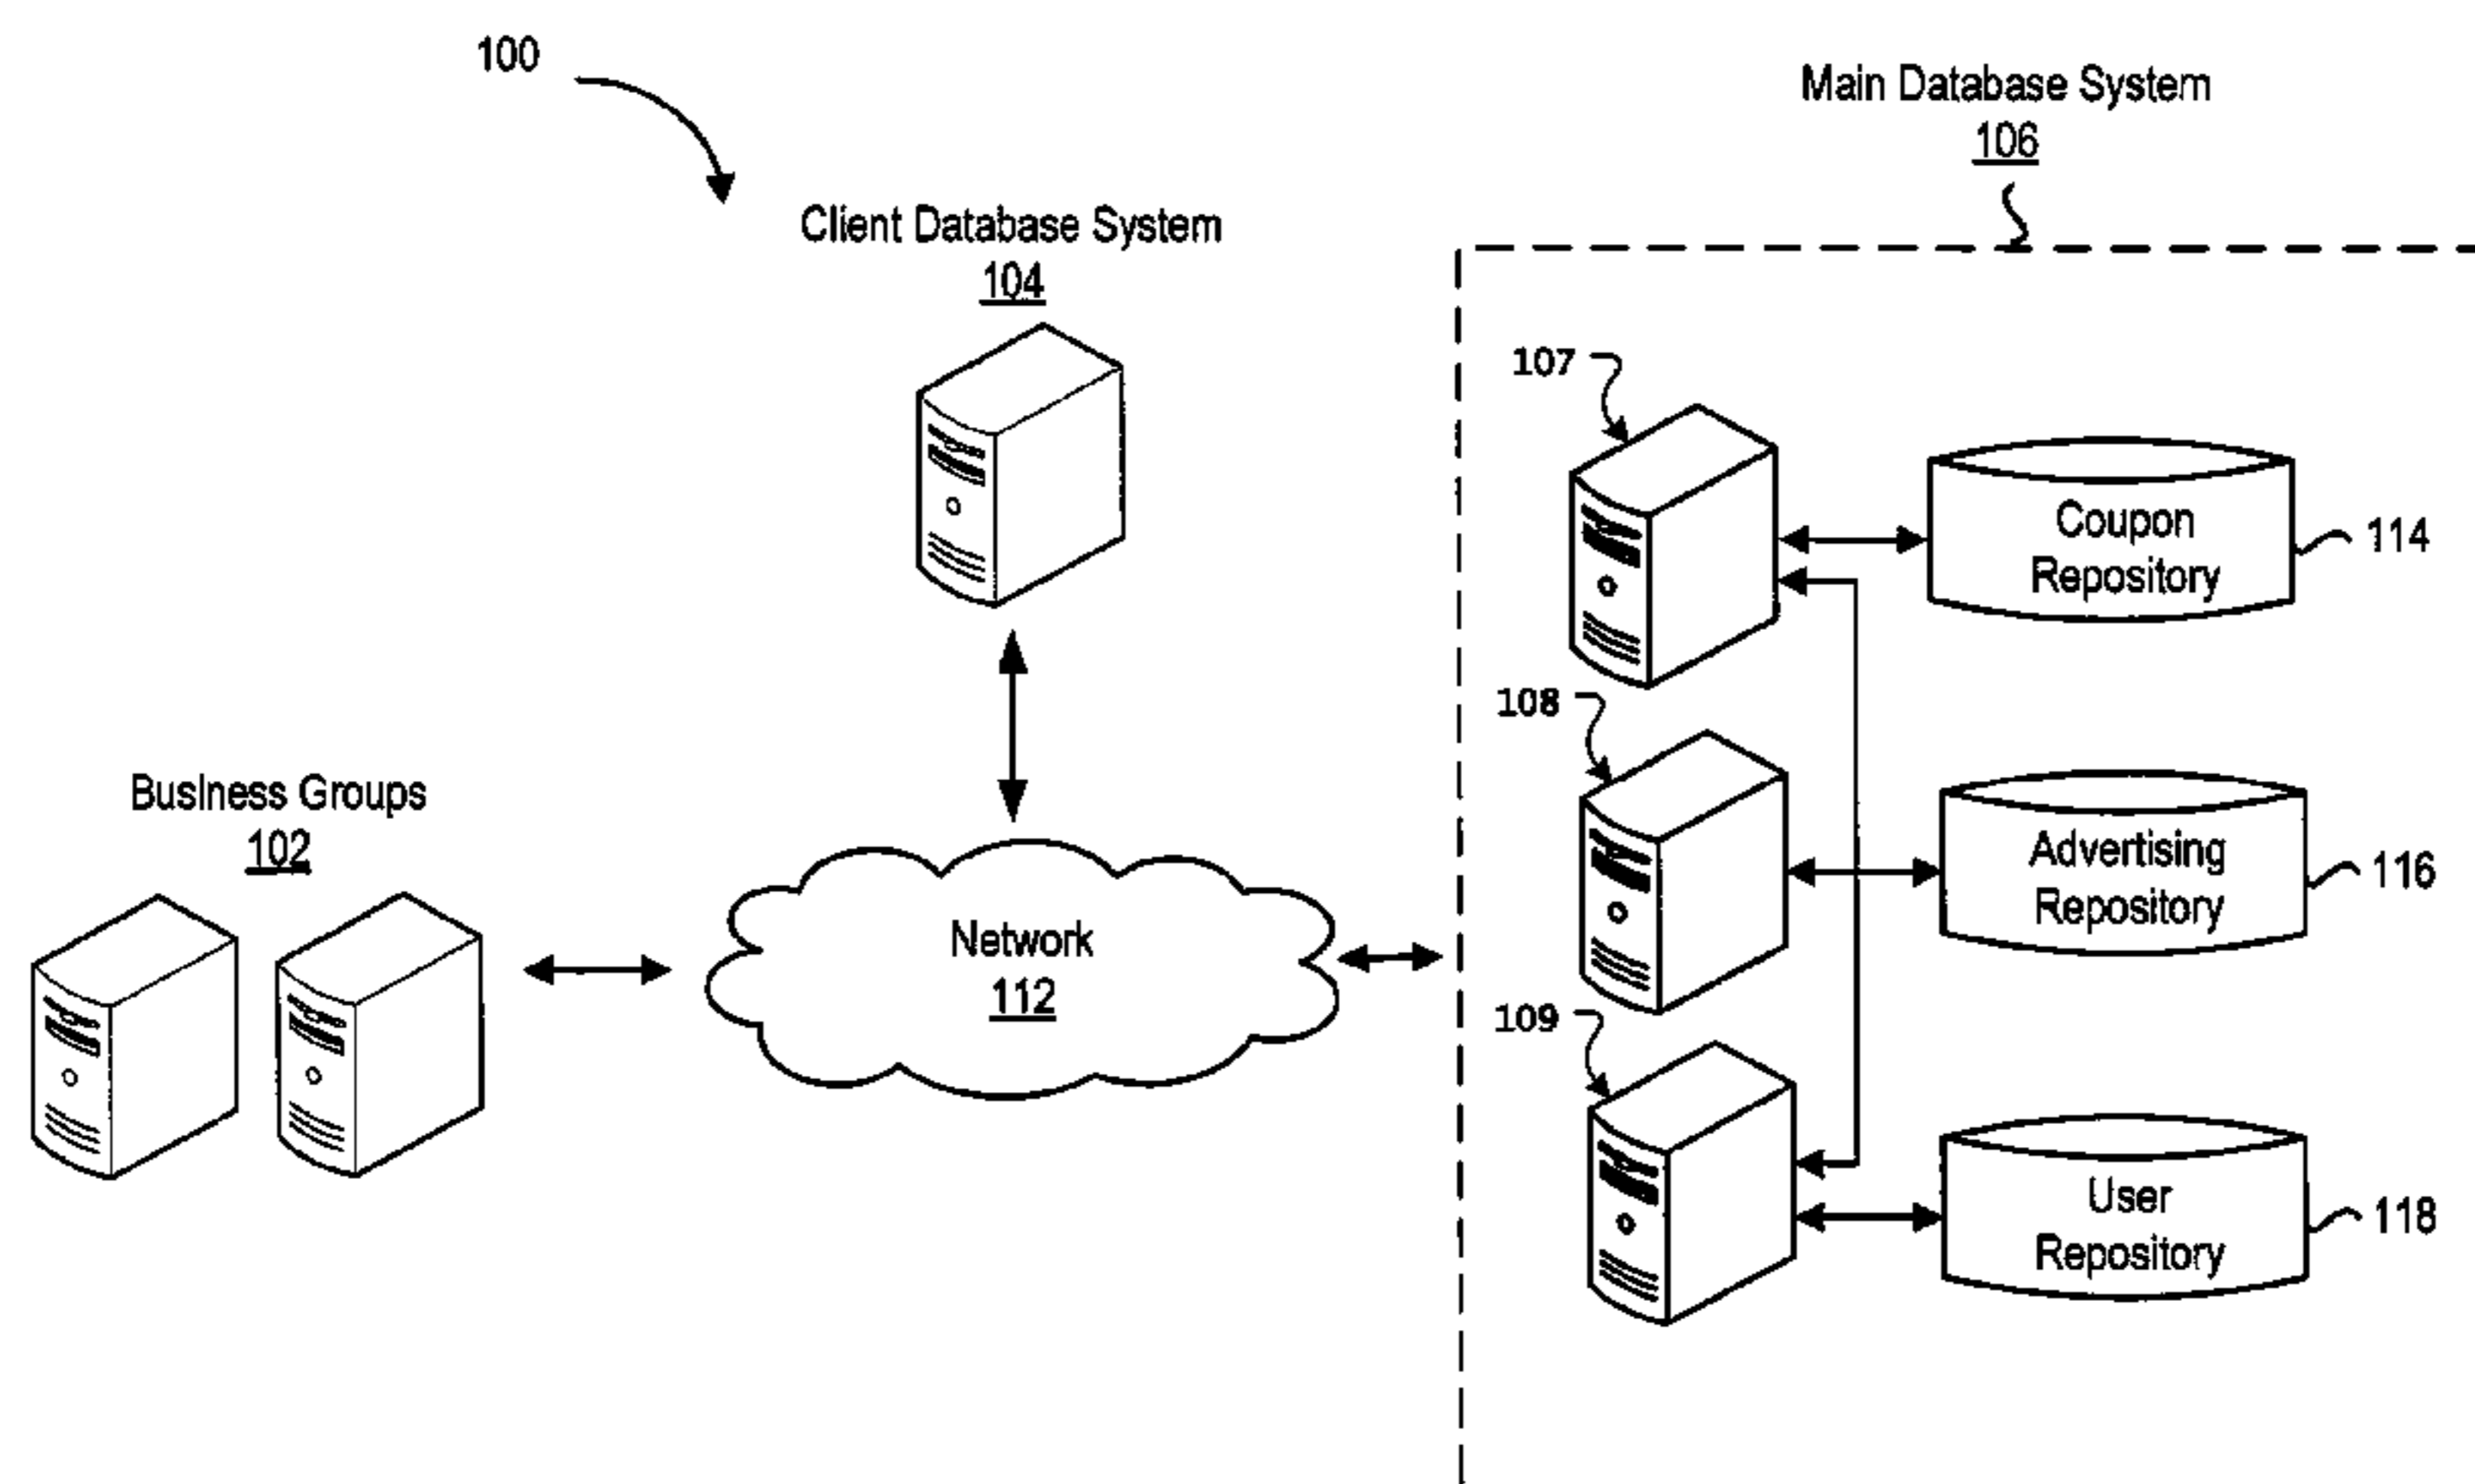 100
Main Database System
106
Client Database System
104
107
Coupon
Repository
114
108
Business Groups
102
Advertising
Repository
116
Network
112
109
User
Repository
118